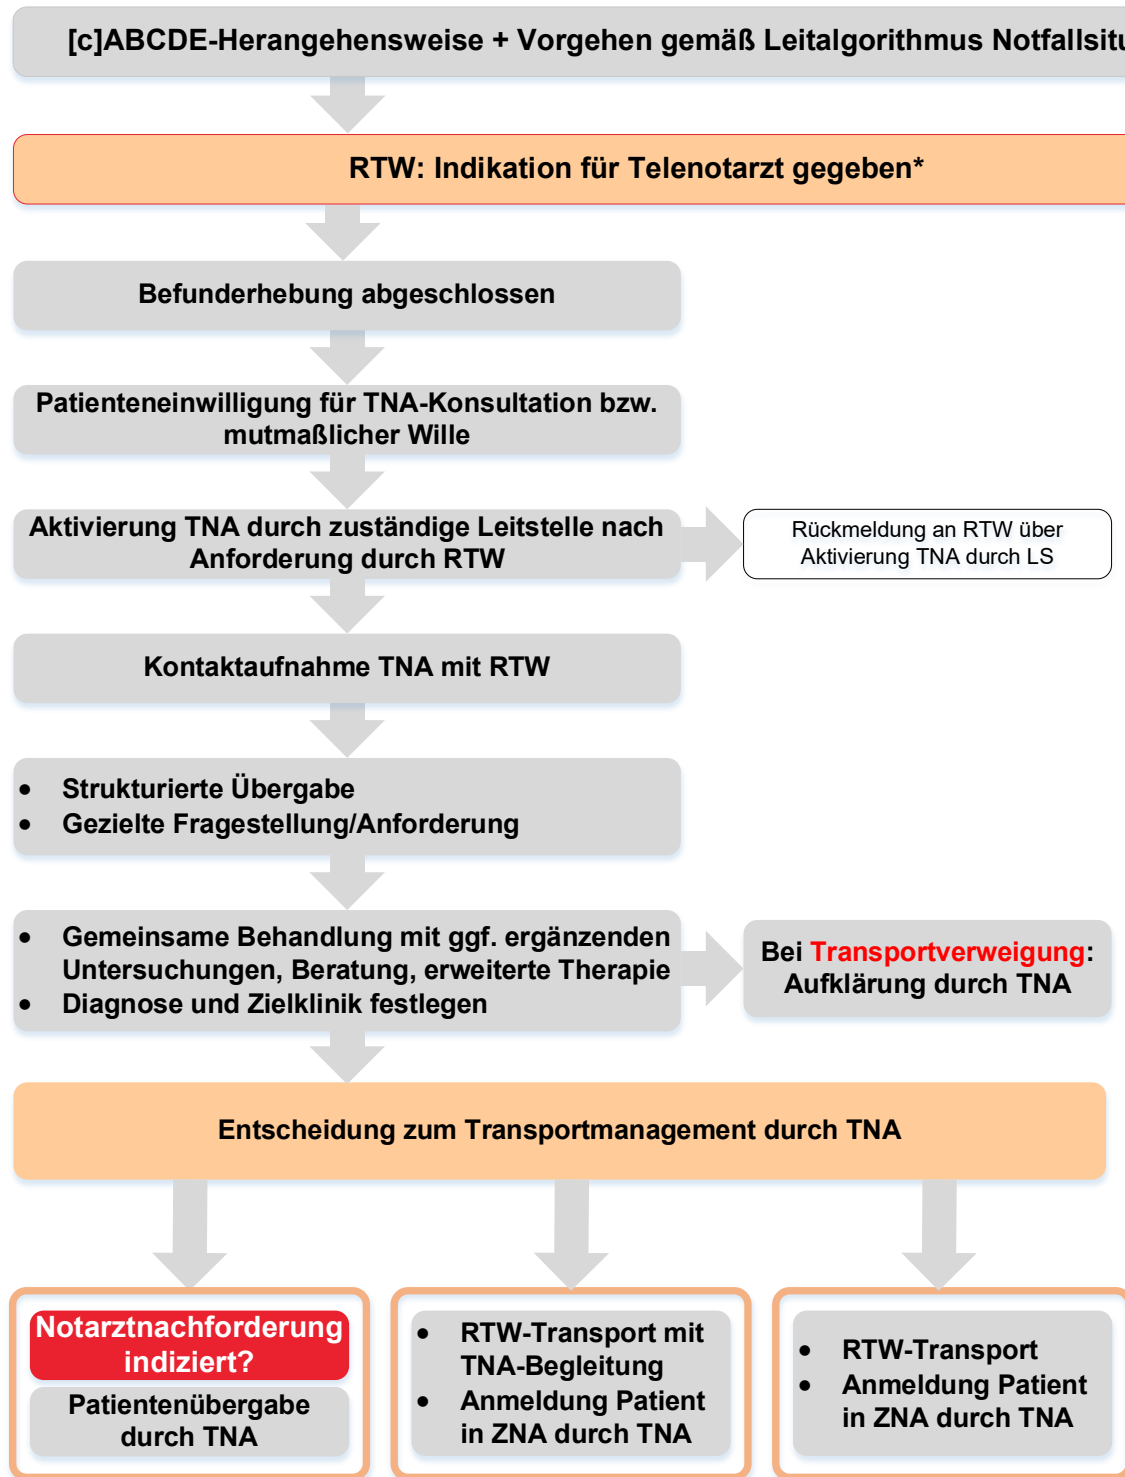 [c]ABCDE-Herangehensweise + Vorgehen gemäß Leitalgorithmus
RTW: Indikation für Telenotarzt gegeben*
Befunderhebung abgeschlossen
Patienteneinwilligung für TNA-Konsultation bzw.
mutmaßlicher Wille
Aktivierung TNA durch zuständige Leitstelle nach
Anforderung durch RTW
Rückmeldung an RTW über
Aktivierung TNA durch LS
Kontaktaufnahme TNA mit RTW
• Strukturierte Übergabe
• Gezielte Fragestellung/Anforderung
• Gemeinsame Behandlung mit ggf. ergänzenden
Untersuchungen, Beratung, erweiterte Therapie
• Diagnose und Zielklinik festlegen
Bei Transportverweigung:
Aufklärung durch TNA
Entscheidung zum Transportmanagement durch TNA
Notarztnachforderung
indiziert?
Patientenübergabe
durch TNA
• RTW-Transport mit
TNA-Begleitung
• Anmeldung Patient
in ZNA durch TNA
• RTW-Transport
• Anmeldung Patient
in ZNA durch TNA